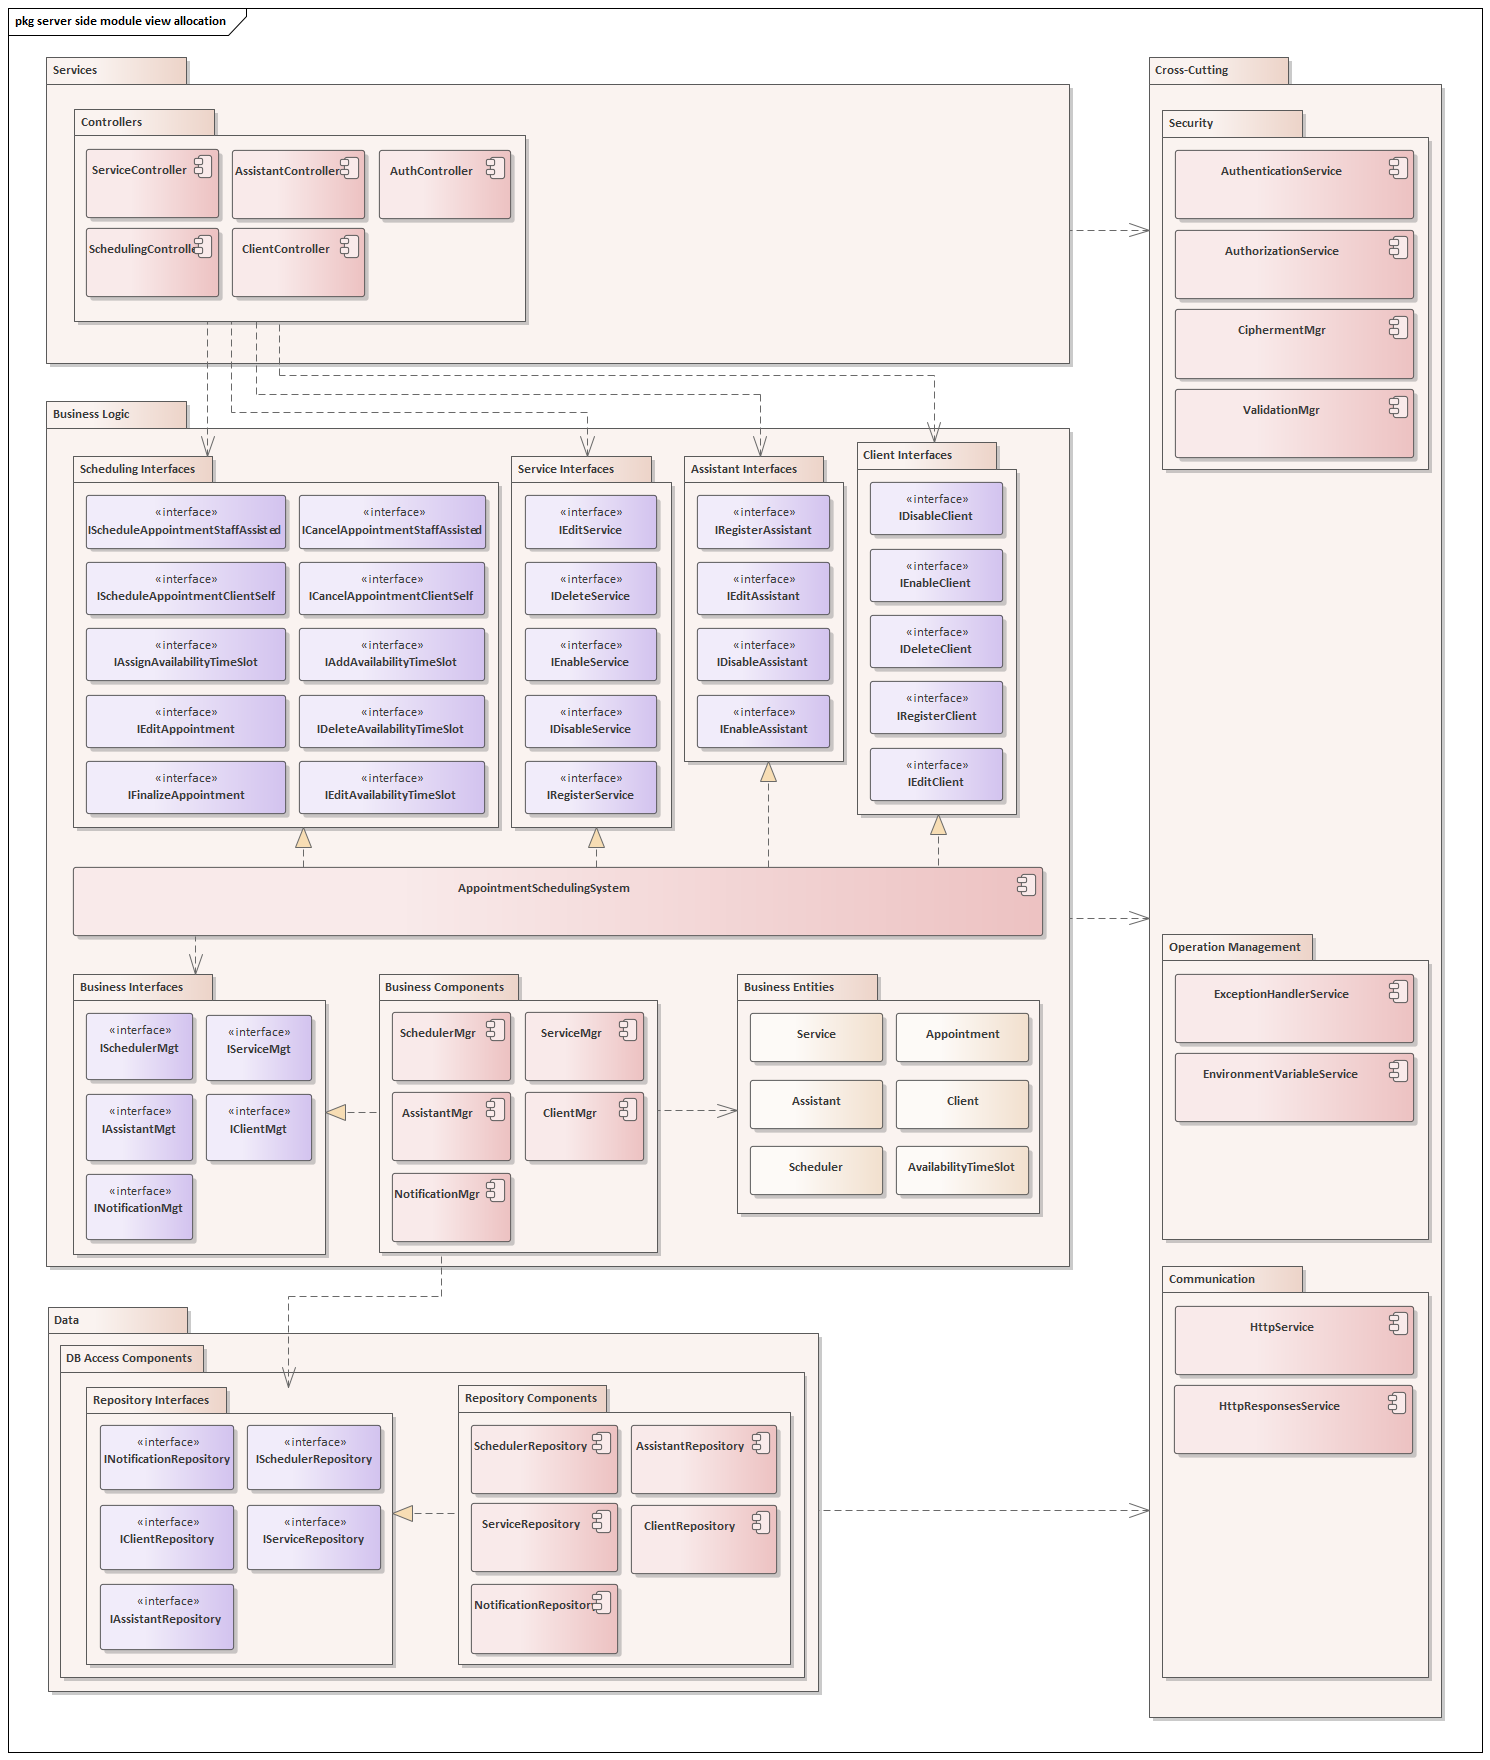 pkg server side module view allocation
Services
Controllers
ServiceController
AssistantController
AuthController
SchedulingControlle
ClientController
Cross-Cutting
Security
AuthenticationService
AuthorizationService
CiphermentMgr
ValidationMgr
Business Logic
Scheduling Interfaces
«interface»
IScheduleAppointmentStaffAssisted
«interface»
ICancelAppointmentStaffAssisted
«interface»
IScheduleAppointmentClientSelf
«interface»
ICancelAppointmentClientSelf
«interface»
IAssignAvailabilityTimeSlot
«interface»
IAddAvailabilityTimeSlot
«interface»
IEditAppointment
«interface»
IDeleteAvailabilityTimeSlot
«interface»
IFinalizeAppointment
«interface»
IEditAvailabilityTimeSlot
Service Interfaces
«interface»
IEditService
«interface»
IDeleteService
«interface»
IEnableService
«interface»
IDisableService
«interface»
IRegisterService
Assistant Interfaces
«interface»
IRegisterAssistant
«interface»
IEditAssistant
«interface»
IDisableAssistant
«interface»
IEnableAssistant
Client Interfaces
«interface»
IDisableClient
«interface»
IEnableClient
«interface»
IDeleteClient
«interface»
IRegisterClient
«interface»
IEditClient
AppointmentSchedulingSystem
Business Interfaces
«interface»
ISchedulerMgt
«interface»
IServiceMgt
«interface»
IAssistantMgt
«interface»
IClientMgt
«interface»
INotificationMgt
Business Components
SchedulerMgr
ServiceMgr
AssistantMgr
ClientMgr
NotificationMgr
Business Entities
Service
Appointment
Assistant
Client
Scheduler
AvailabilityTimeSlot
Operation Management
ExceptionHandlerService
EnvironmentVariableService
Communication
HttpService
HttpResponsesService
Data
DB Access Components
Repository Interfaces
«interface»
INotificationRepository
«interface»
ISchedulerRepository
«interface»
IClientRepository
«interface»
IServiceRepository
«interface»
IAssistantRepository
Repository Components
SchedulerRepository
AssistantRepository
ServiceRepository
ClientRepository
NotificationRepositor